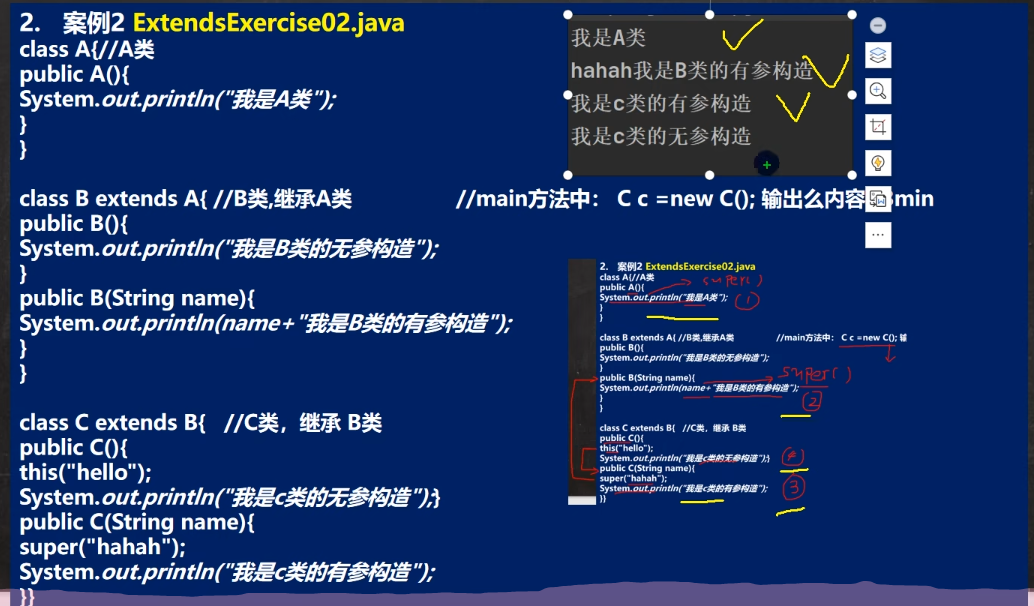 2. 案例2 ExtendsExercise02.java
class A{//A类
public A(){
System.out.println("我是A类");
}
}
class B extends A{ //B类,继承A类 //main方法中： C c =new C(); 输出么内容 min
public B(){
System.out.println("我是B类的无参构造");
}
public B(String name){
System.out.println(name+"我是B类的有参构造");
}
}
class C extends B{ //C类，继承 B类
public C(){
this("hello");
System.out.println("我是c类的无参构造");}
public C(String name){
super("hahah");
System.out.println("我是c类的有参构造");
}}
我是A类
hahah我是B类的有参构造
我是c类的有参构造
我是c类的无参构造
2. 案例2 ExtendsExercise02.java
class A{//A类
public A(){ super()
System.out.println("我是A类"); 1
}
}
class B extends A{ //B类,继承A类 //main方法中： C c =new C(); 输
public B(){
System.out.println("我是B类的无参构造");
}
public B(String name){ super()
System.out.println(name+"我是B类的有参构造");
} 2
}
class C extends B{ //C类，继承 B类
public C(){
this("hello");
System.out.println("我是c类的无参构造");}
public C(String name){
super("hahah"); 3
System.out.println("我是c类的有参构造");
}}